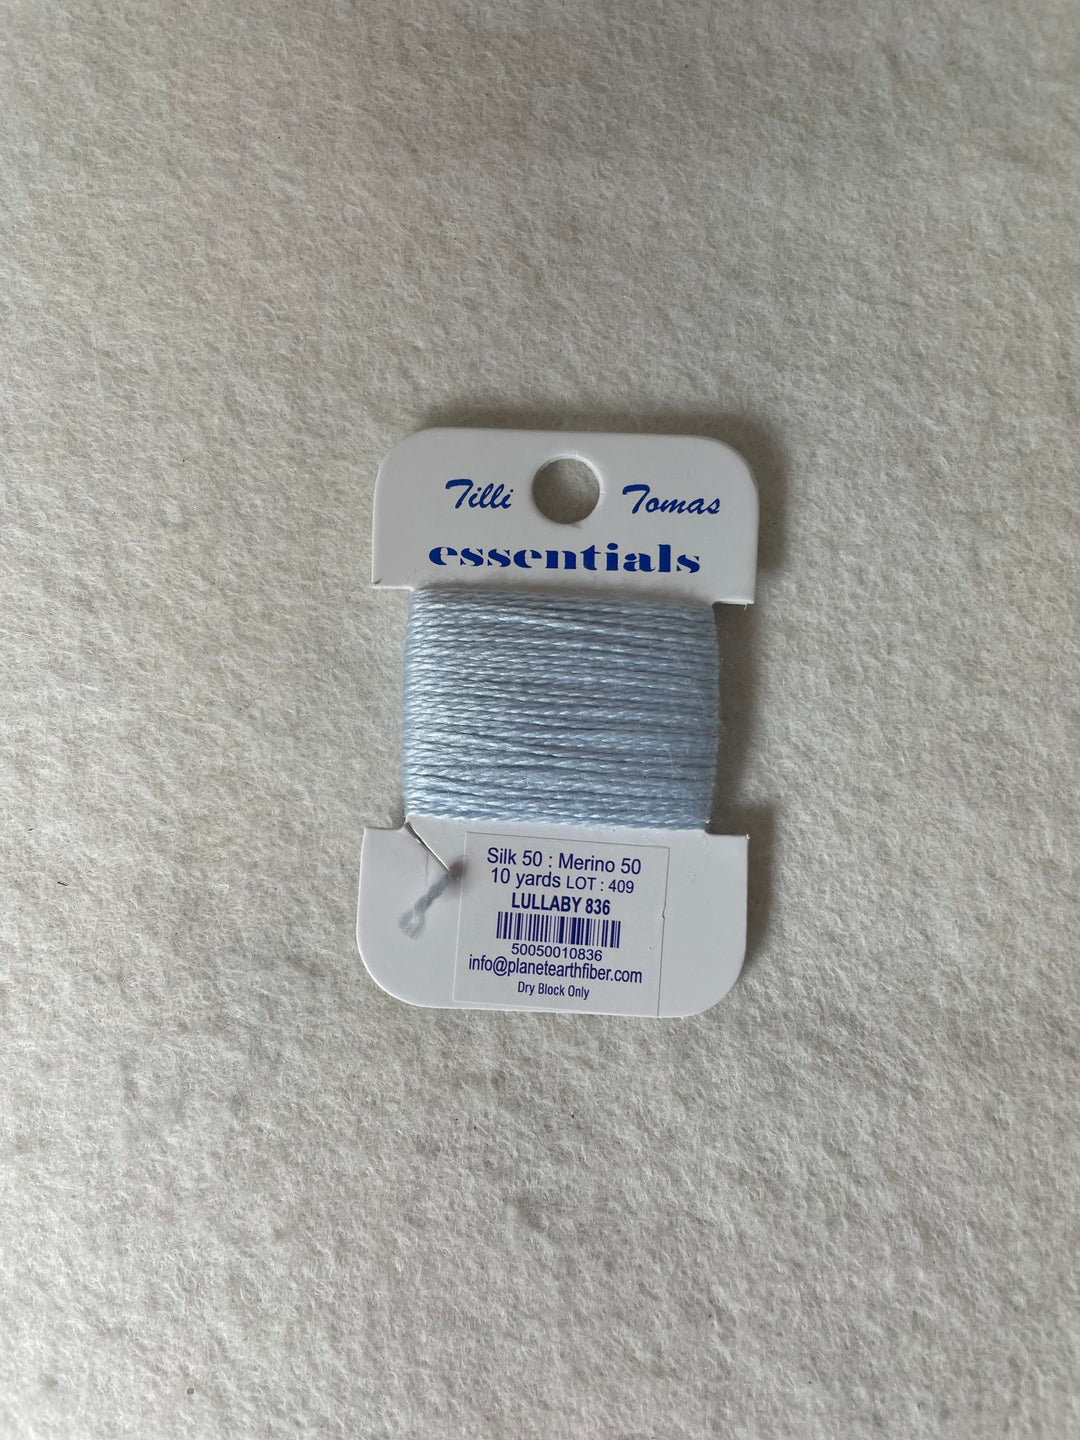 Tilli Tomas
essentials
Silk 50 : Merino 50
10 yards LOT : 409
LULLABY 836
50050010836
info@planetearthfiber.com
Dry Block Only